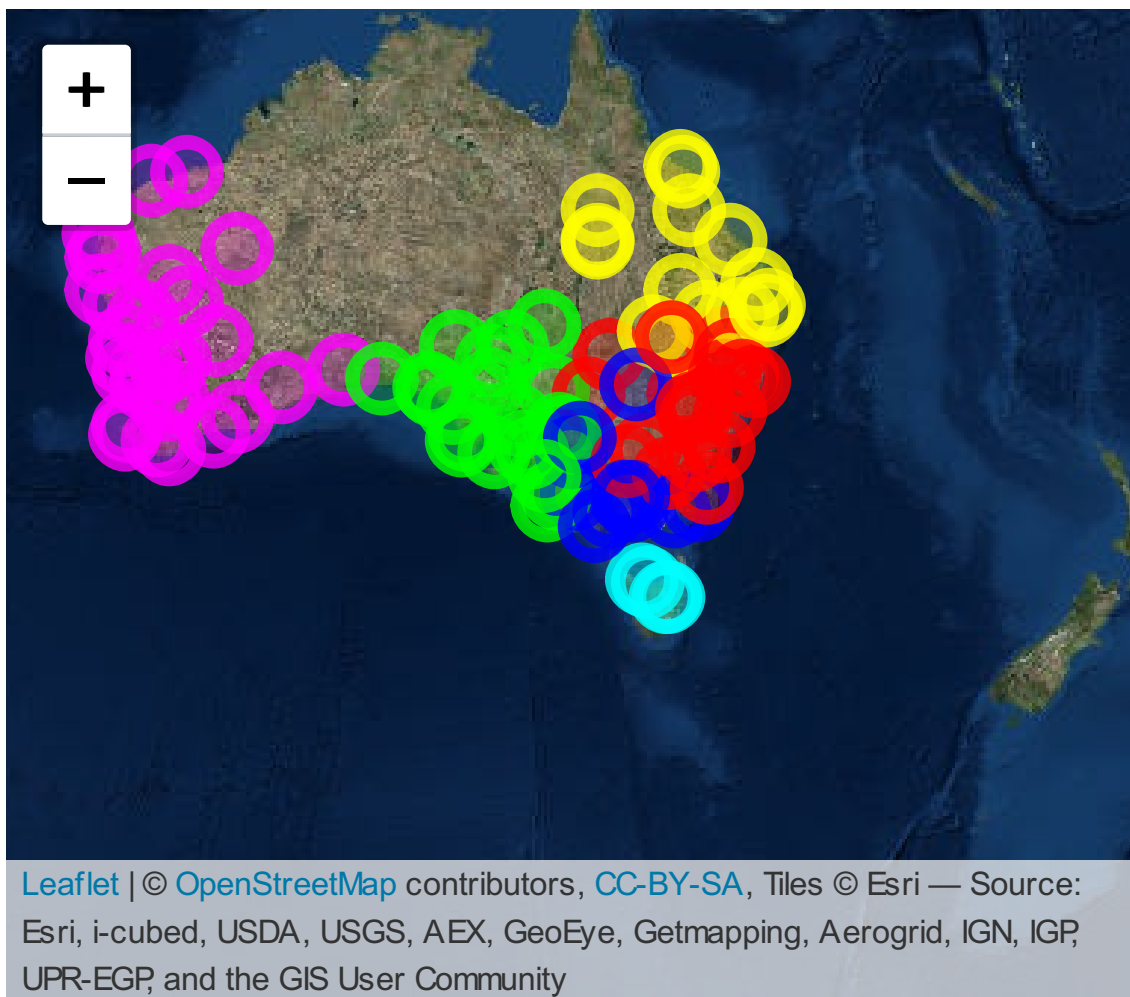 +
−
Leaflet | © OpenStreetMap contributors, CC-BY-SA, Tiles © Esri — Source:
Esri, i-cubed, USDA, USGS, AEX, GeoEye, Getmapping, Aerogrid, IGN, IGP,
UPR-EGP, and the GIS User Community